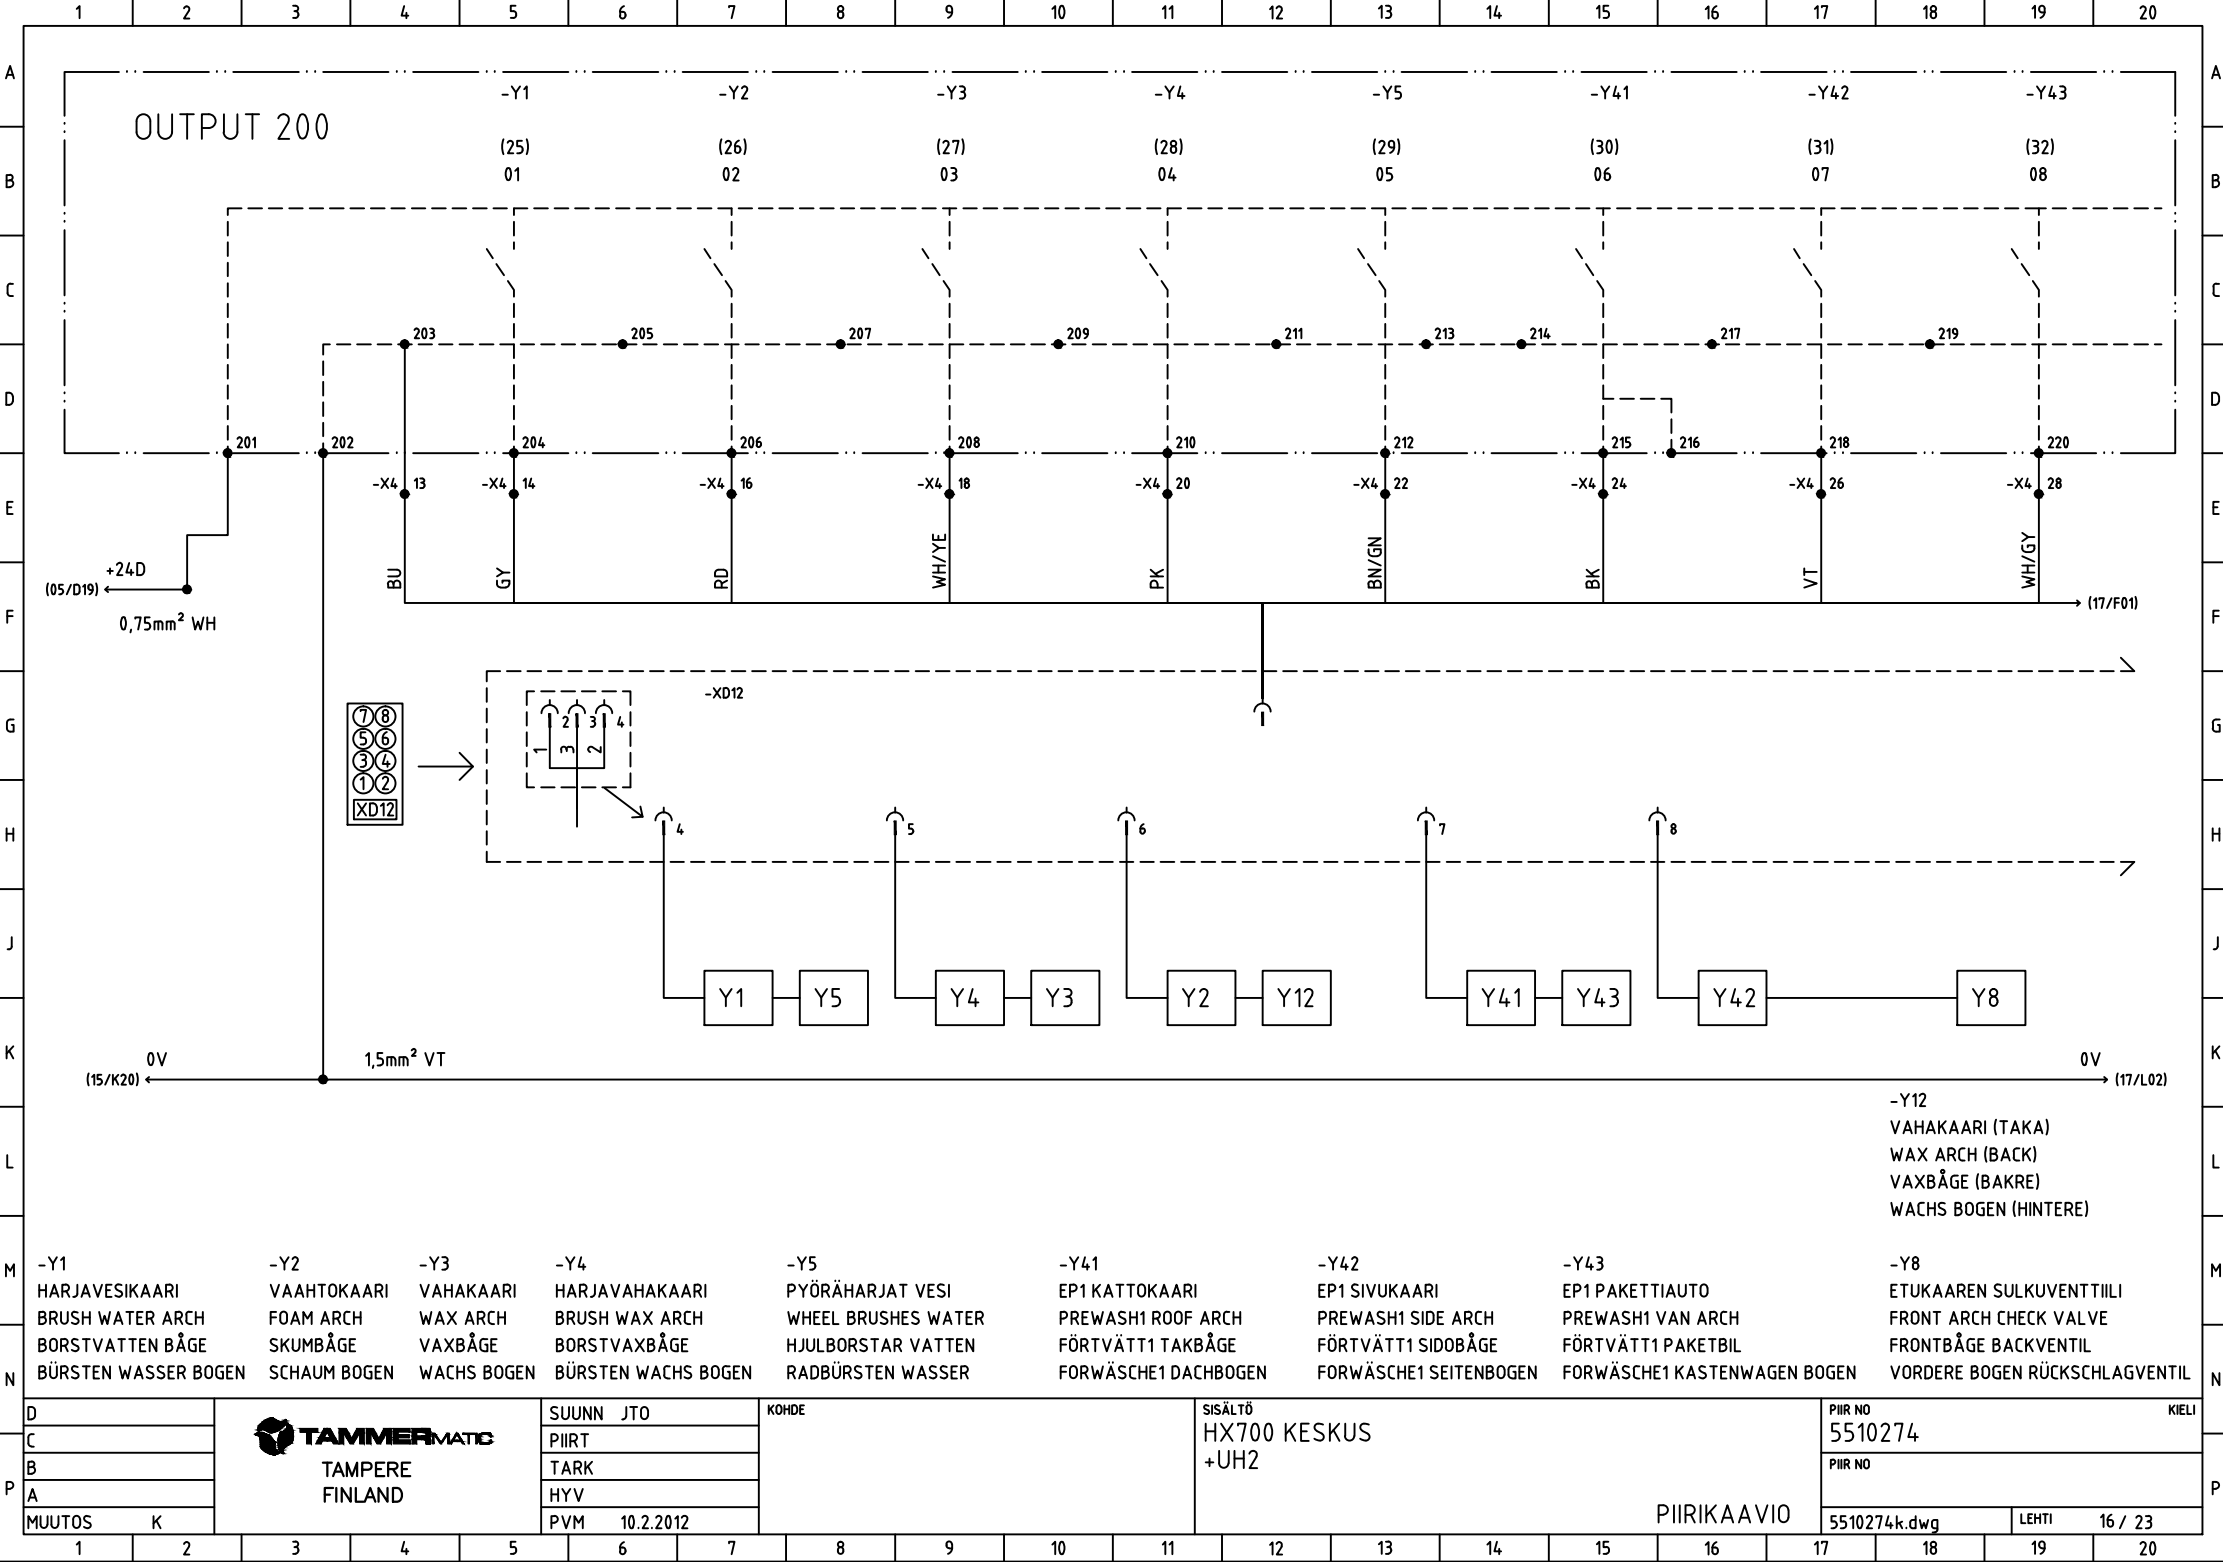 1 2 3 4 5 6 7 8 9 10 11 12 13 14 15 16 17 18 19 20
A A
-Y1 -Y2 -Y3 -Y4 -Y5 -Y41 -Y42 -Y43
OUTPUT 200
(25) (26) (27) (28) (29) (30) (31) (32)
01 02 03 04 05 06 07 08
B B
C C
203 205 207 209 211 213 214 217 219
D D
201 202 204 206 208 210 212 215 216 218 220
-X4 13 -X4 14 -X4 16 -X4 18 -X4 20 -X4 22 -X4 24 -X4 26 -X4 28
E E
BU GY RD WH/YE PK BN/GN BK VT WH/GY
+24D
(05/D19)
(17/F01)
F F
0,75mm² WH
-XD12
7 8
2 3 4
G G
5 6
1 3 2
3 4
1 2
XD12
4 5 6 7 8
H H
J J
Y1 Y5 Y4 Y3 Y2 Y12 Y41 Y43 Y42 Y8
K K
0V 1,5mm² VT 0V
(15/K20) (17/L02)
-Y12
VAHAKAARI (TAKA)
WAX ARCH (BACK)
L L
VAXBÅGE (BAKRE)
WACHS BOGEN (HINTERE)
M M
-Y1
HARJAVESIKAARI
BRUSH WATER ARCH
BORSTVATTEN BÅGE
BÜRSTEN WASSER BOGEN
-Y2
VAAHTOKAARI
FOAM ARCH
SKUMBÅGE
SCHAUM BOGEN
-Y3
VAHAKAARI
WAX ARCH
VAXBÅGE
WACHS BOGEN
-Y4
HARJAVAHAKAARI
BRUSH WAX ARCH
BORSTVAXBÅGE
BÜRSTEN WACHS BOGEN
-Y5
PYÖRÄHARJAT VESI
WHEEL BRUSHES WATER
HJULBORSTAR VATTEN
RADBÜRSTEN WASSER
-Y41
EP1 KATTOKAARI
PREWASH1 ROOF ARCH
FÖRTVÄTT1 TAKBÅGE
FORWÄSCHE1 DACHBOGEN
-Y42
EP1 SIVUKAARI
PREWASH1 SIDE ARCH
FÖRTVÄTT1 SIDOBÅGE
FORWÄSCHE1 SEITENBOGEN
-Y43
EP1 PAKETTIAUTO
PREWASH1 VAN ARCH
FÖRTVÄTT1 PAKETBIL
FORWÄSCHE1 KASTENWAGEN BOGEN
-Y8
ETUKAAREN SULKUVENTTIILI
FRONT ARCH CHECK VALVE
FRONTBÅGE BACKVENTIL
VORDERE BOGEN RÜCKSCHLAGVENTIL
N N
D
C
B
A
MUUTOS K
P P
TAMMERMATIC
TAMPERE
FINLAND
SUUNN JTO
PIIRT
TARK
HYV
PVM 10.2.2012
KOHDE
SISÄLTÖ
HX700 KESKUS
+UH2
PIIRIKAAVIO
PIIR NO KIELI
5510274
PIIR NO
5510274k.dwg LEHTI 16 / 23
1 2 3 4 5 6 7 8 9 10 11 12 13 14 15 16 17 18 19 20